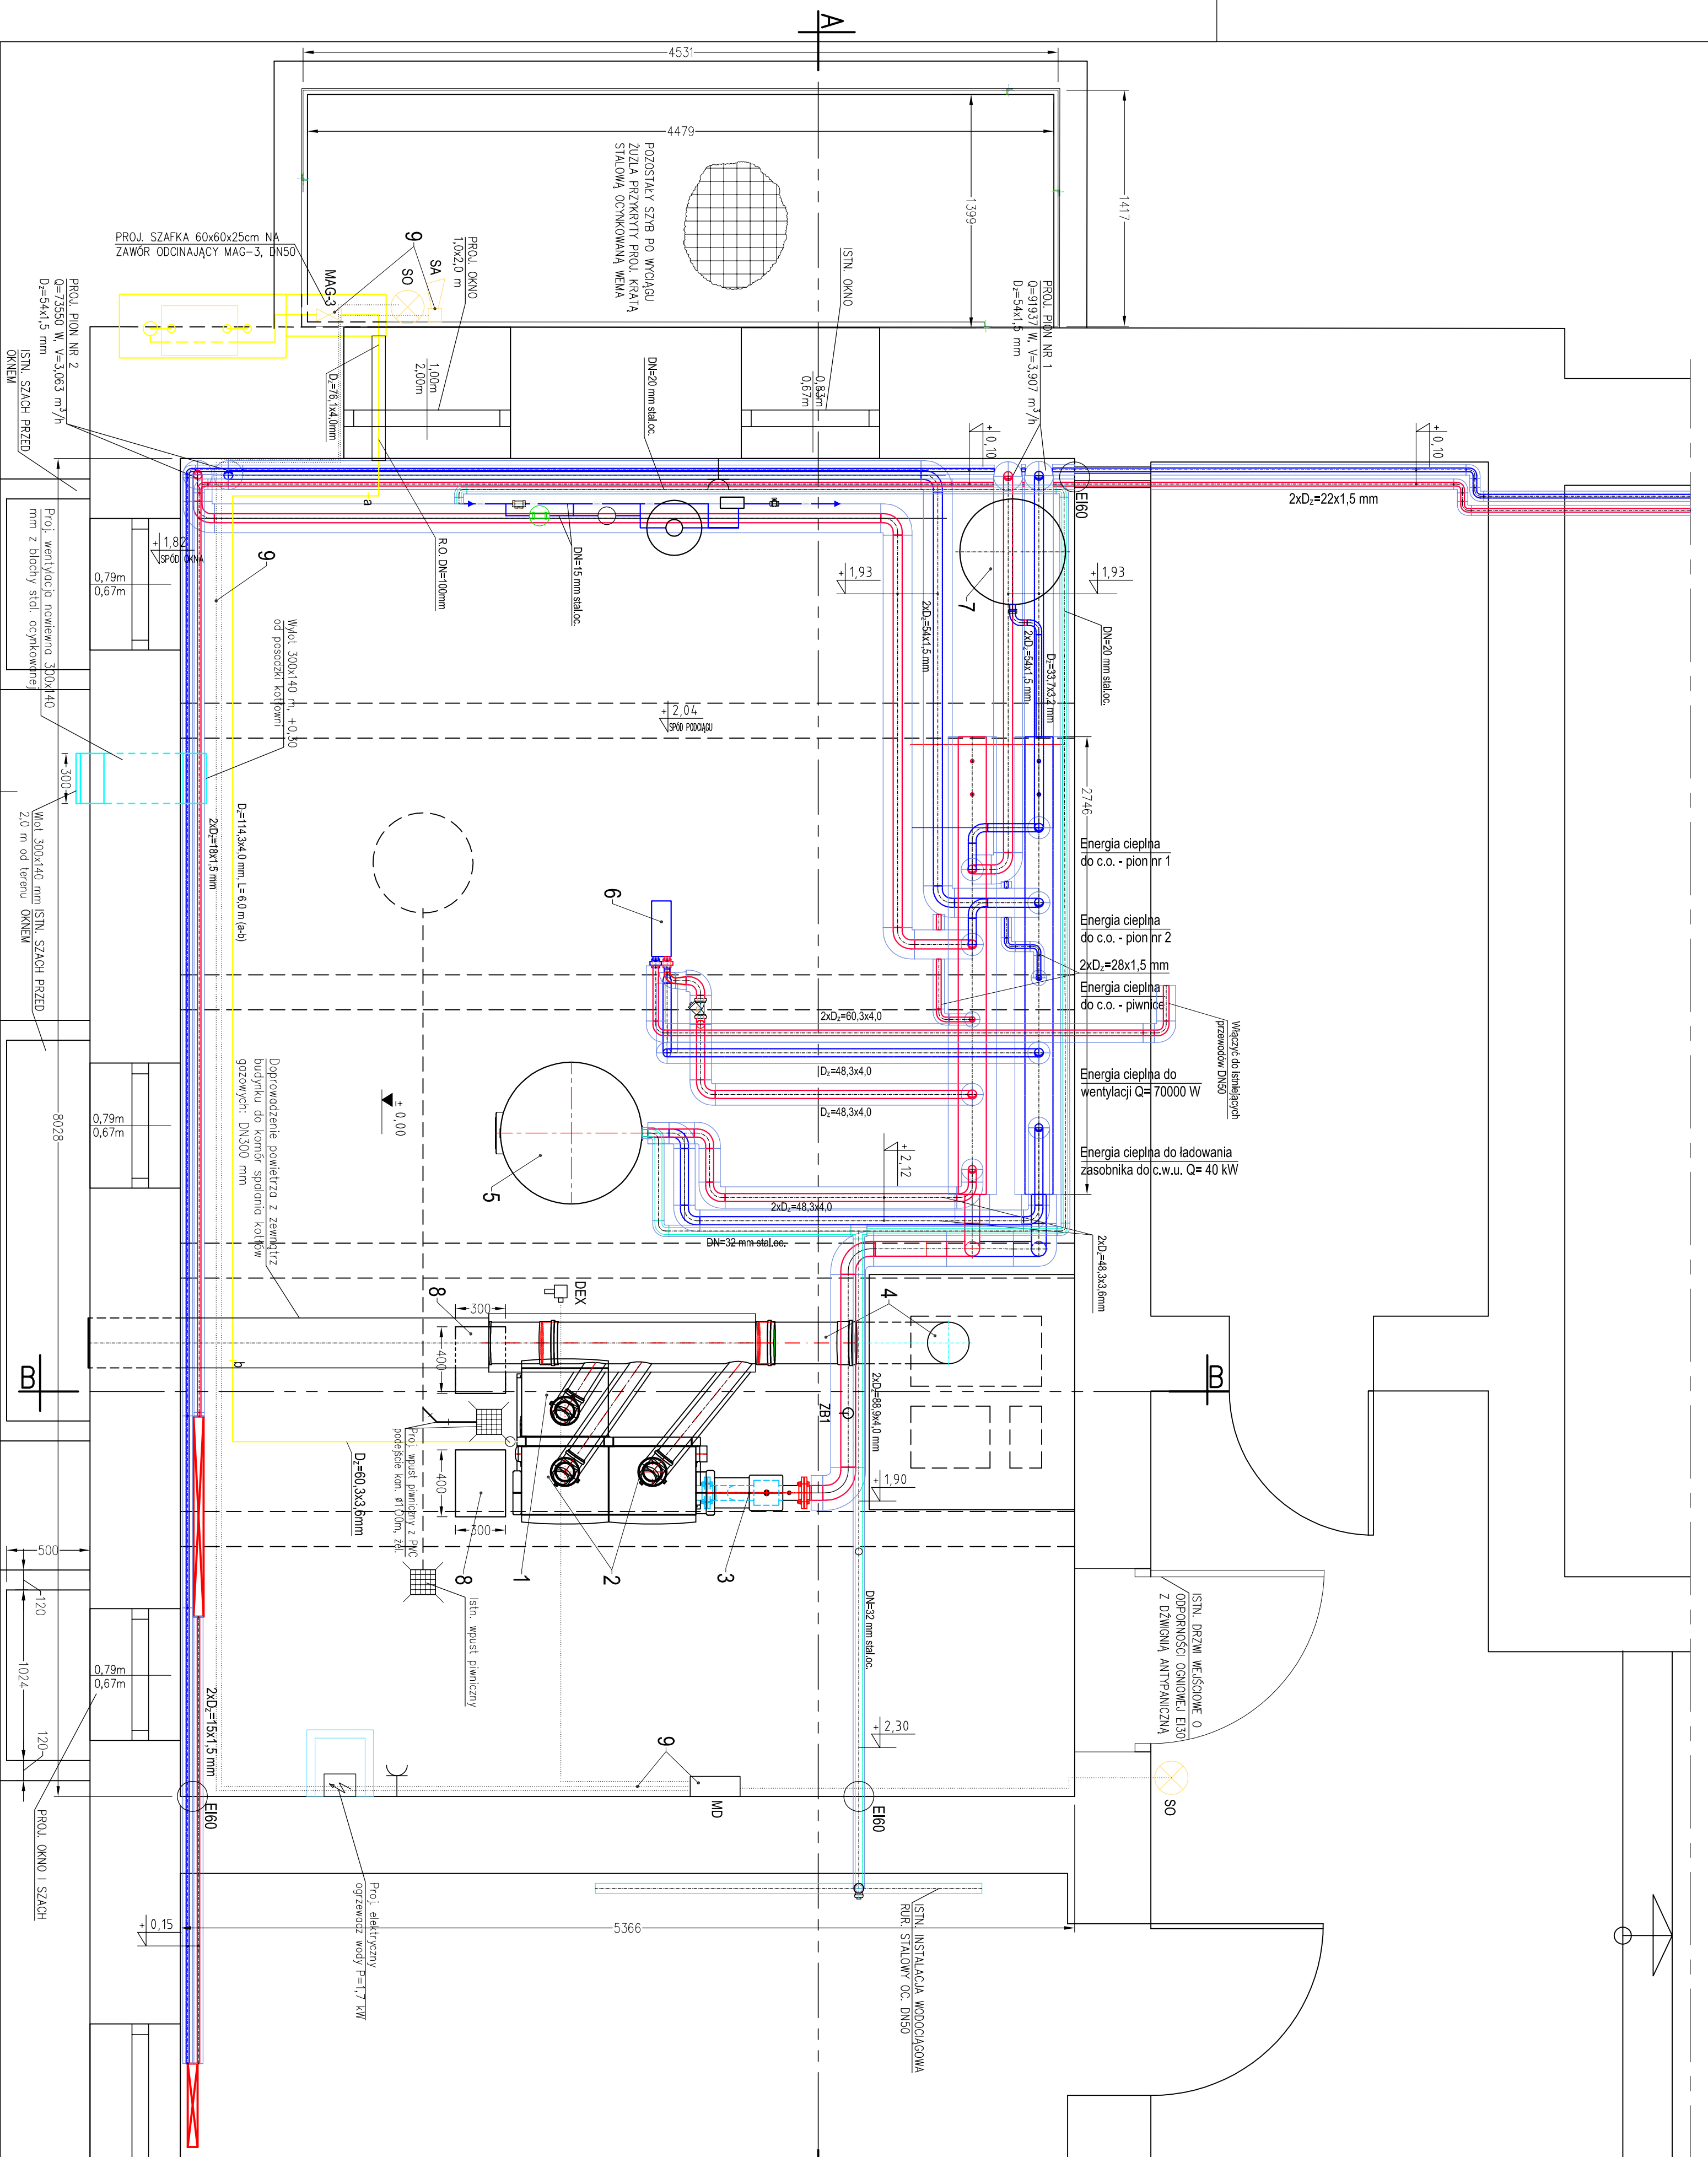 A
4531
4479
1399
1417
POZOSTAŁY SZYB PO WYCIĄGU
ŻUŻLA PRZYKRYTY PROJ. KRATĄ
STALOWĄ OCYNKOWANĄ WEMA
PROJ. SZAFKA 60x60x25cm NA
ZAWÓR ODCINAJĄCY MAG-3, DN50
9
SO
SA
MAG-3
PROJ. OKNO
1,0x2,0 m
ISTN. OKNO
PROJ. PION NR 1
Q=91937 W, V=3,907 m³/h
Dz=54x1,5 mm
PROJ. PION NR 2
Q=73550 W, V=3,063 m³/h
Dz=54x1,5 mm
ISTN. SZACH PRZED
OKNEM
Dz=76,1x4,0mm
1,00m
2,00m
DN=20 mm stal.oc.
0,83m
0,67m
+ 0,10
EI60
+ 0,10
2xDz=22x1,5 mm
a
R.O. DN=100mm
DN=15 mm stal.oc.
+ 1,93
7
+ 1,93
DN=20 mm stal.oc.
2xDz=54x1,5 mm
2xDz=54x1,5 mm
Dz=33,7x3,2 mm
+ 1,82
SPÓD OKNA
9
0,79m
0,67m
Proj. wentylacja nawiewna 300x140
mm z blachy stal. ocynkowanej
Wylot 300x140 m, +0,30
od posadzki kotłowni
+ 2,04
SPÓD PODCIĄGU
300
Wlot 300x140 mm
2,0 m od terenu
ISTN. SZACH PRZED
OKNEM
2xDz=18x1,5 mm
Dz=114,3x4,0 mm, L= 6,0 m (a-b)
2746
Energia cieplna
do c.o. - pion nr 1
Energia cieplna
do c.o. - pion nr 2
2xDz=28x1,5 mm
Energia cieplna
do c.o. - piwnice
Włączyć do istniejących
przewodów DN50
Energia cieplna do
wentylacji Q= 70000 W
Energia cieplna do ładowania
zasobnika do c.w.u. Q= 40 kW
6
2xDz=60,3x4,0
Dz=48,3x4,0
Dz=48,3x4,0
8028
0,79m
0,67m
Doprowadzenie powietrza z zewnątrz
budynku do komór spalania kotłów
gazowych: DN300 mm
± 0,00
5
+ 2,12
2xDz=48,3x4,0
DN=32 mm stal.oc.
2xDz=48,3x3,6mm
DEX
8
300
400
4
B
B
b
ZB1
2xDz=88,9x4,0 mm
+ 1,90
Dz=60,3x3,6mm
Proj. wpust piwniczny z PVC
podejście kan. ø100m, żel.
400
300
8
1
2
3
Istn. wpust piwniczny
500
120
1024
120
0,79m
0,67m
PROJ. OKNO I SZACH
DN=32 mm stal.oc.
ISTN. DRZWI WEJŚCIOWE O
ODPORNOŚCI OGNIOWEJ EI30
Z DŹWIGNIĄ ANTYPANICZNĄ
+ 2,30
2xDz=15x1,5 mm
9
MD
SO
EI60
EI60
Proj. elektryczny
ogrzewacz wody P=1,7 kW
ISTN. INSTALACJA WODOCIĄGOWA
RUR. STALOWY OC. DN50
+ 0,15
5366